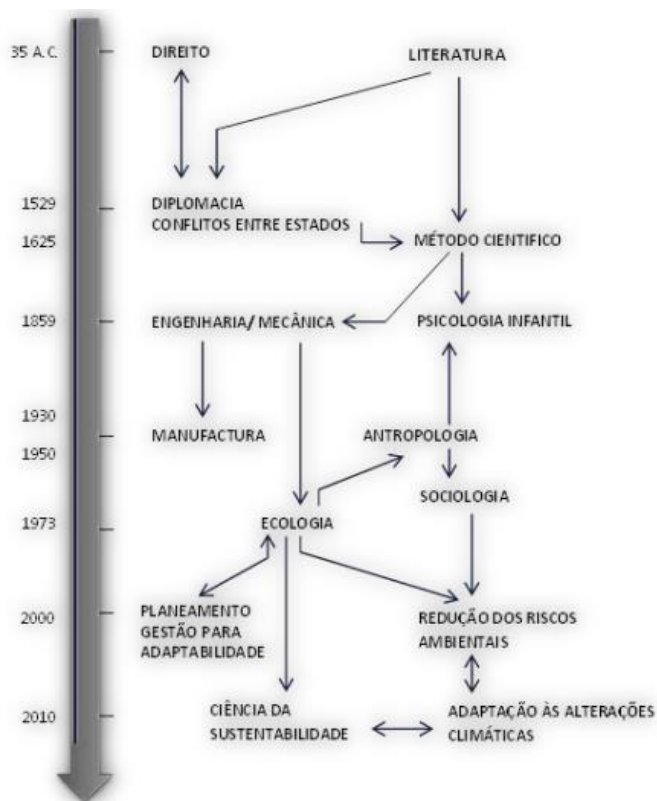 35 A.C.
DIREITO
LITERATURA
1529
DIPLOMACIA
CONFLITOS ENTRE ESTADOS
1625
MÉTODO CIENTIFICO
1859
ENGENHARIA/ MECÂNICA
PSICOLOGIA INFANTIL
1930
MANUFACTURA
ANTROPOLOGIA
1950
SOCIOLOGIA
1973
ECOLOGIA
2000
PLANEAMENTO
GESTÃO PARA
ADAPTABILIDADE
REDUÇÃO DOS RISCOS
AMBIENTAIS
2010
CIÊNCIA DA
SUSTENTABILIDADE
ADAPTAÇÃO ÀS ALTERAÇÕES
CLIMÁTICAS